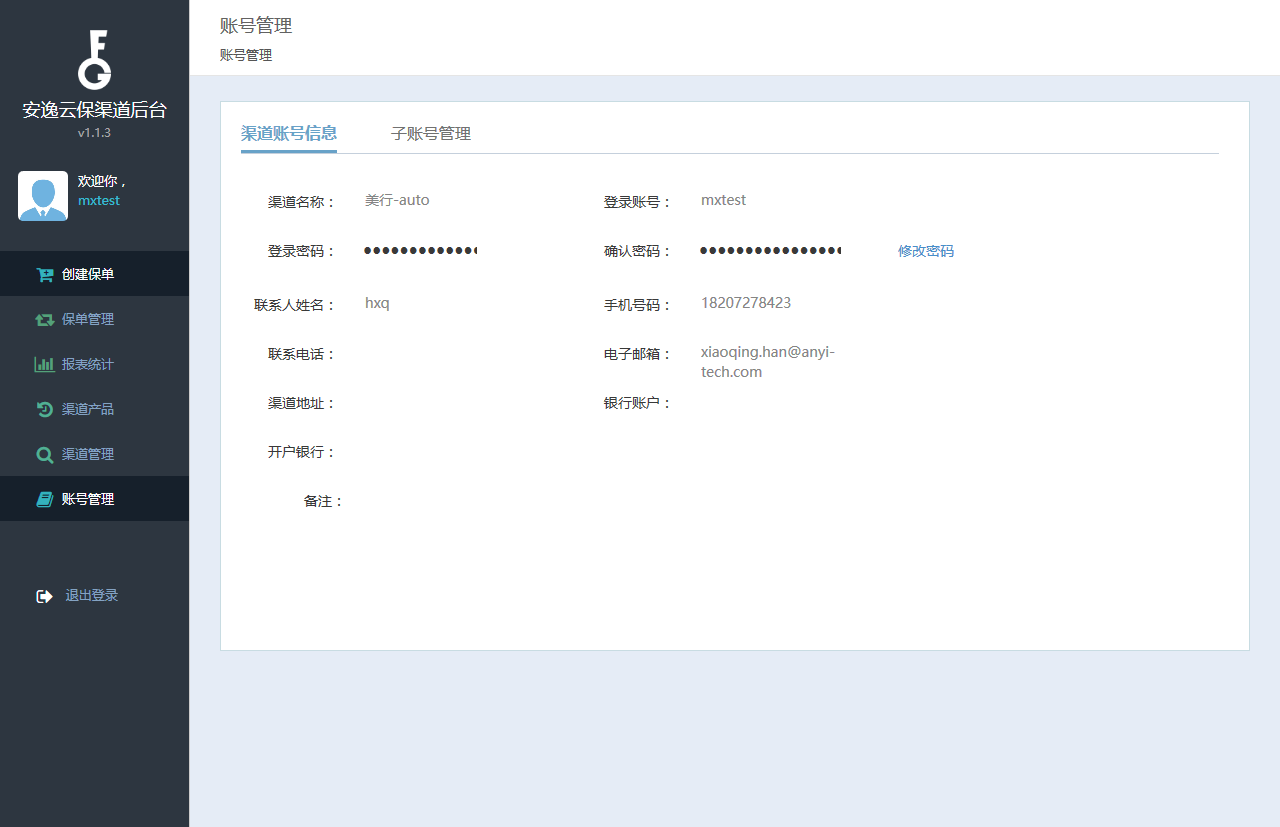 安逸云保渠道后台
v1.1.3
欢迎你，
mxtest
创建保单
保单管理
报表统计
渠道产品
渠道管理
账号管理
退出登录
账号管理
账号管理
渠道账号信息 子账号管理
渠道名称： 美行-auto 登录账号： mxtest
登录密码： ●●●●●●●●●●●●● 确认密码： ●●●●●●●●●●●●●●●● 修改密码
联系人姓名： hxq 手机号码： 18207278423
联系电话： 电子邮箱： xiaoqing.han@anyi-
tech.com
渠道地址： 银行账户：
开户银行：
备注：